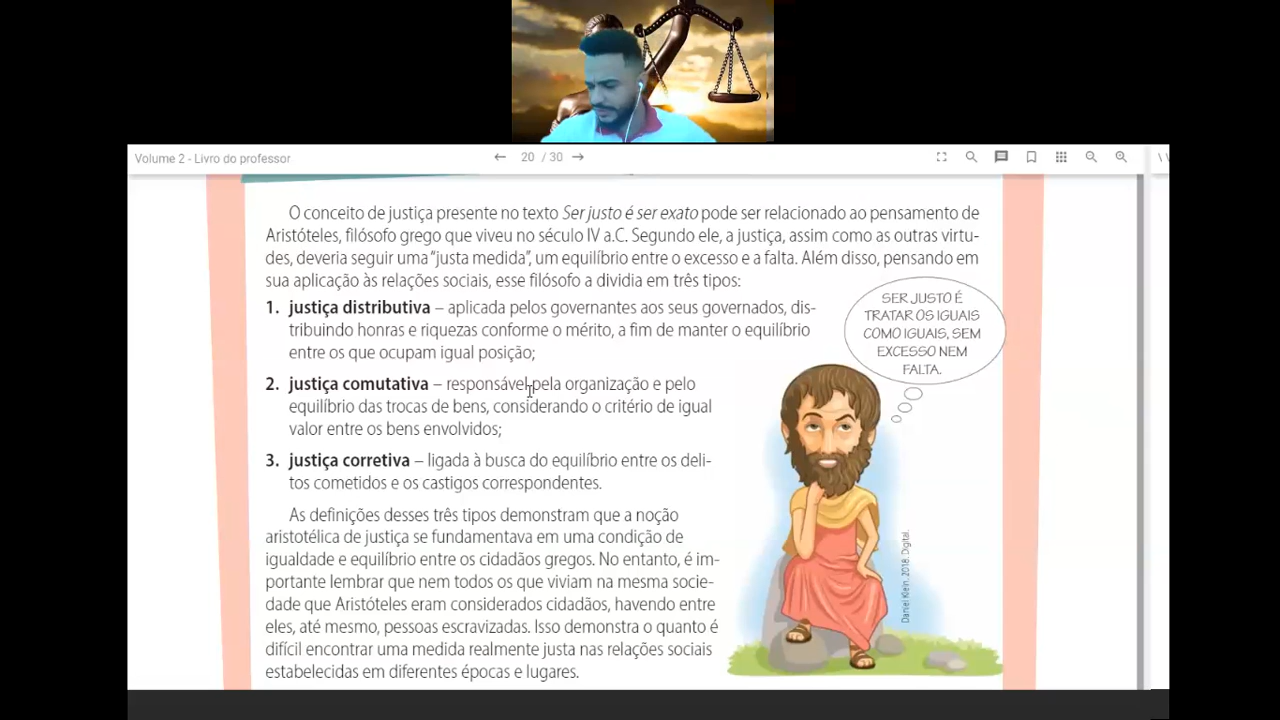 Volume 2 - Livro do professor
20 / 30
O conceito de justiça presente no texto Ser justo é ser exato pode ser relacionado ao pensamento de
Aristóteles, filósofo grego que viveu no século IV a.C. Segundo ele, a justiça, assim como as outras virtu-
des, deveria seguir uma “justa medida”, um equilíbrio entre o excesso e a falta. Além disso, pensando em
sua aplicação às relações sociais, esse filósofo a dividia em três tipos:
1. justiça distributiva – aplicada pelos governantes aos seus governados, dis-
tribuindo honras e riquezas conforme o mérito, a fim de manter o equilíbrio
entre os que ocupam igual posição;
2. justiça comutativa – responsável pela organização e pelo
equilíbrio das trocas de bens, considerando o critério de igual
valor entre os bens envolvidos;
3. justiça corretiva – ligada à busca do equilíbrio entre os deli-
tos cometidos e os castigos correspondentes.
As definições desses três tipos demonstram que a noção
aristotélica de justiça se fundamentava em uma condição de
igualdade e equilíbrio entre os cidadãos gregos. No entanto, é im-
portante lembrar que nem todos os que viviam na mesma socie-
dade que Aristóteles eram considerados cidadãos, havendo entre
eles, até mesmo, pessoas escravizadas. Isso demonstra o quanto é
difícil encontrar uma medida realmente justa nas relações sociais
estabelecidas em diferentes épocas e lugares.
SER JUSTO É
TRATAR OS IGUAIS
COMO IGUAIS, SEM
EXCESSO NEM
FALTA.
Daniel Klein. 2018. Digital.